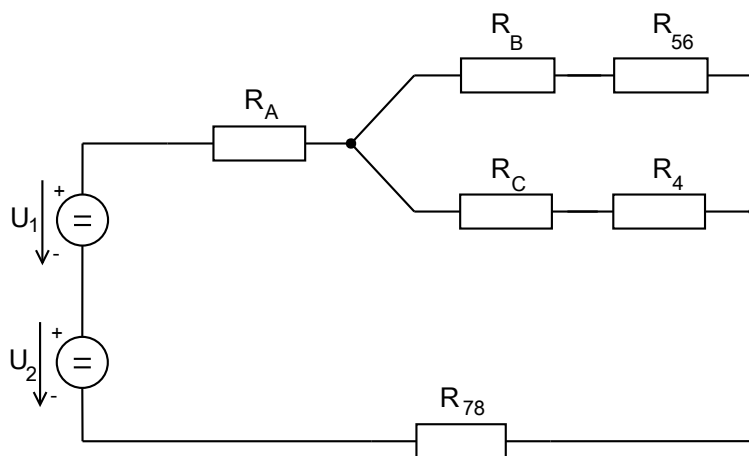 R_B
R_56
R_A
R_C
R_4
+
U_1
=
-
+
U_2
=
-
R_78